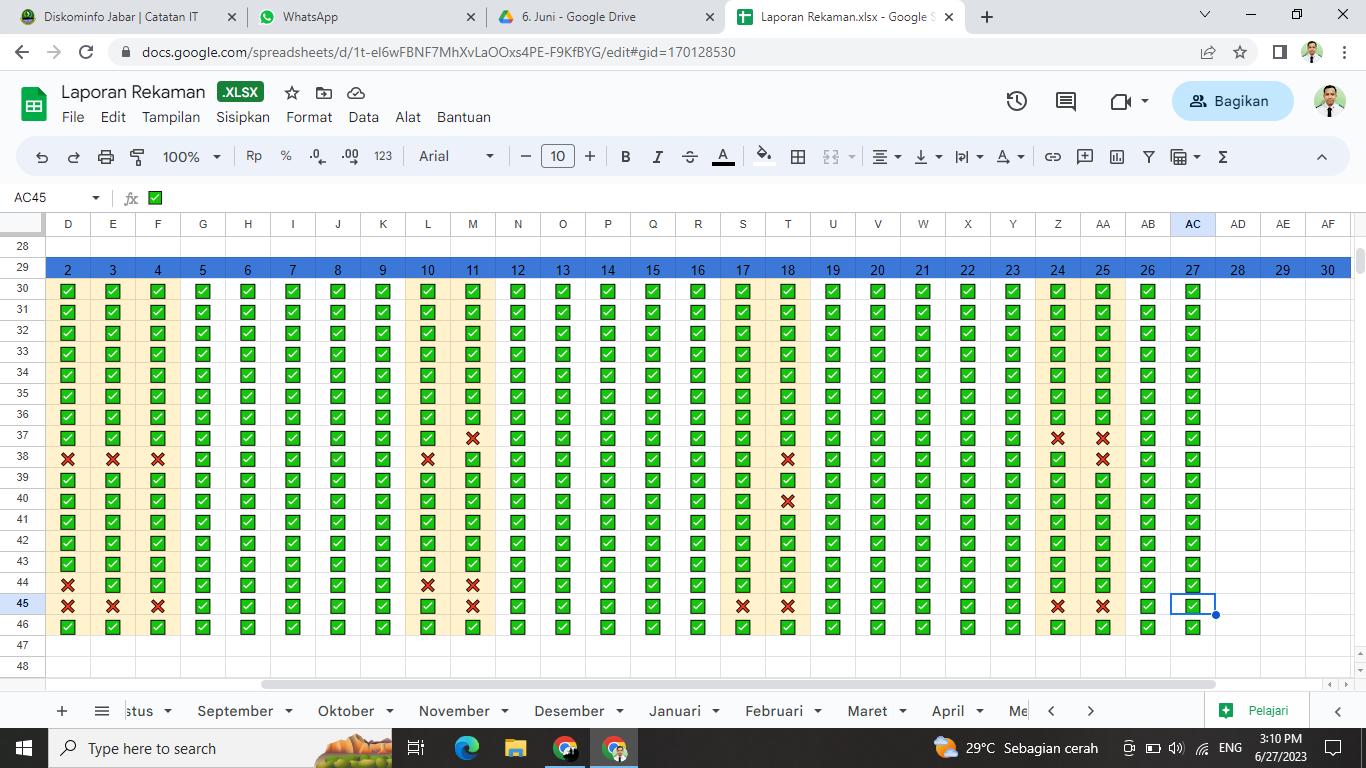 Diskominfo Jabar | Catatan IT
WhatsApp
6. Juni - Google Drive
Laporan Rekaman.xlsx - Google S
docs.google.com/spreadsheets/d/1t-eI6wFBNF7MhXvLaOOxs4PE-F9KfBYG/edit#gid=170128530
Laporan Rekaman .XLSX
File Edit Tampilan Sisipkan Format Data Alat Bantuan
Bagikan
100% Rp % .0 .00 123 Arial 10 B I S A
AC45 fx ✅
D E F G H I J K L M N O P Q R S T U V W X Y Z AA AB AC AD AE AF
28
29 2 3 4 5 6 7 8 9 10 11 12 13 14 15 16 17 18 19 20 21 22 23 24 25 26 27 28 29 30
30
31
32
33
34
35
36
37
38
39
40
41
42
43
44
45
46
47
48
stus September Oktober November Desember Januari Februari Maret April Me
Pelajari
Type here to search
29°C Sebagian cerah
ENG
3:10 PM
6/27/2023